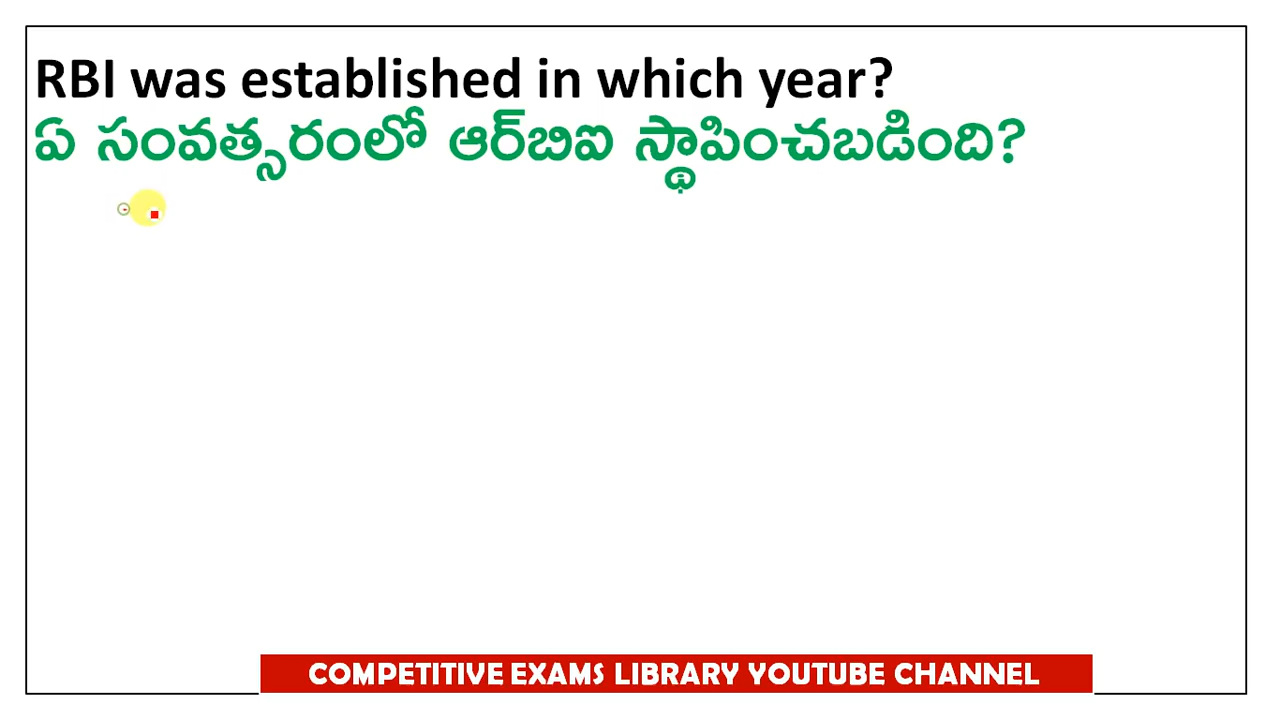 RBI was established in which year?
ఏ సంవత్సరంలో ఆర్‌బిఐ స్థాపించబడింది?
COMPETITIVE EXAMS LIBRARY YOUTUBE CHANNEL